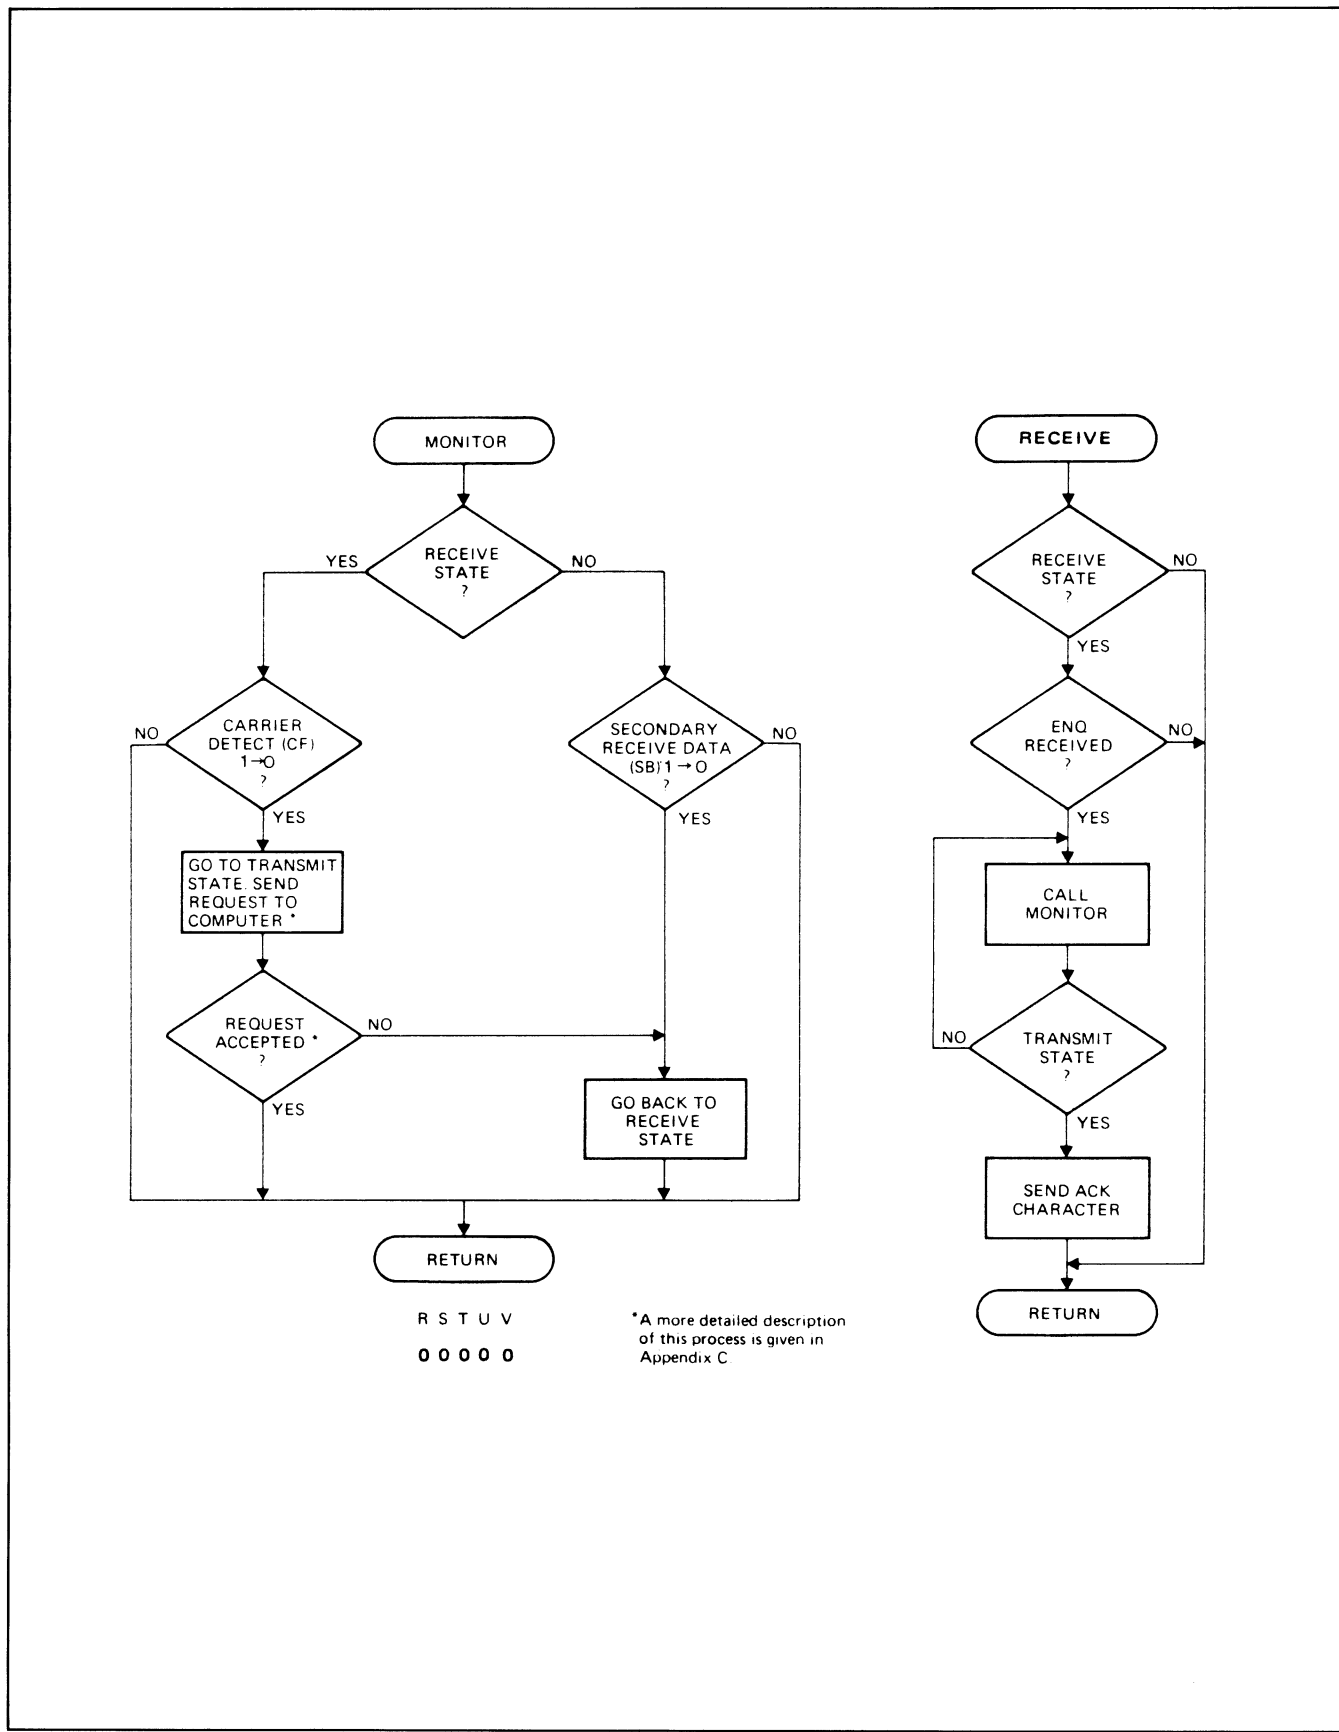 MONITOR
RECEIVE
STATE
?
YES
NO
CARRIER
DETECT (CF)
1→0
?
NO
YES
SECONDARY
RECEIVE DATA
(SB) 1→0
?
NO
YES
GO TO TRANSMIT
STATE. SEND
REQUEST TO
COMPUTER *
REQUEST
ACCEPTED *
?
NO
YES
GO BACK TO
RECEIVE
STATE
RETURN
R S T U V
0 0 0 0 0
*A more detailed description
of this process is given in
Appendix C.
RECEIVE
RECEIVE
STATE
?
NO
YES
ENQ
RECEIVED
?
NO
YES
CALL
MONITOR
TRANSMIT
STATE
?
NO
YES
SEND ACK
CHARACTER
RETURN